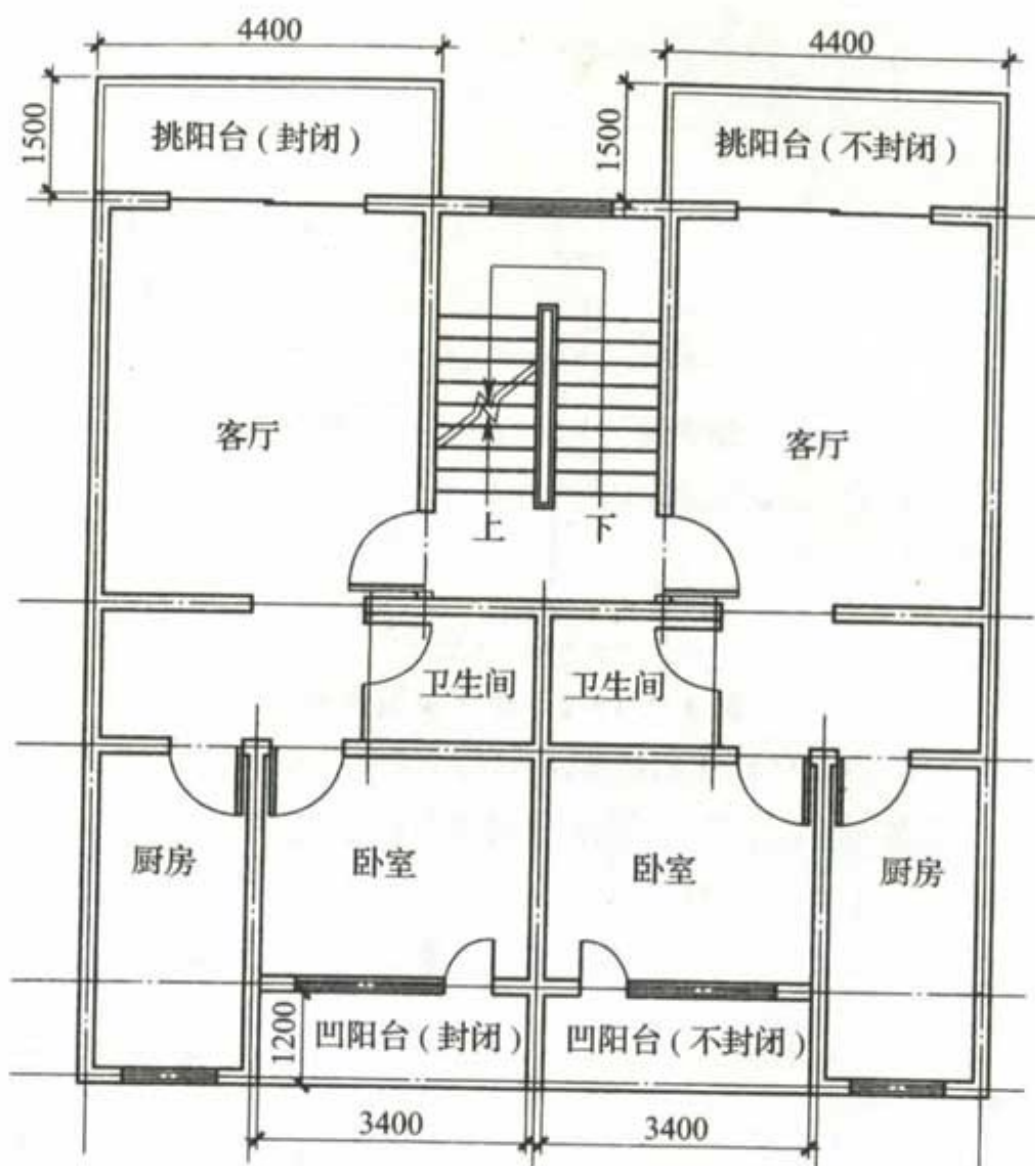 4400
4400
1500
挑阳台 ( 封闭 )
1500
挑阳台 ( 不封闭 )
客厅
客厅
上
下
卫生间
卫生间
厨房
卧室
卧室
厨房
1200
凹阳台 ( 封闭 )
凹阳台 ( 不封闭 )
3400
3400